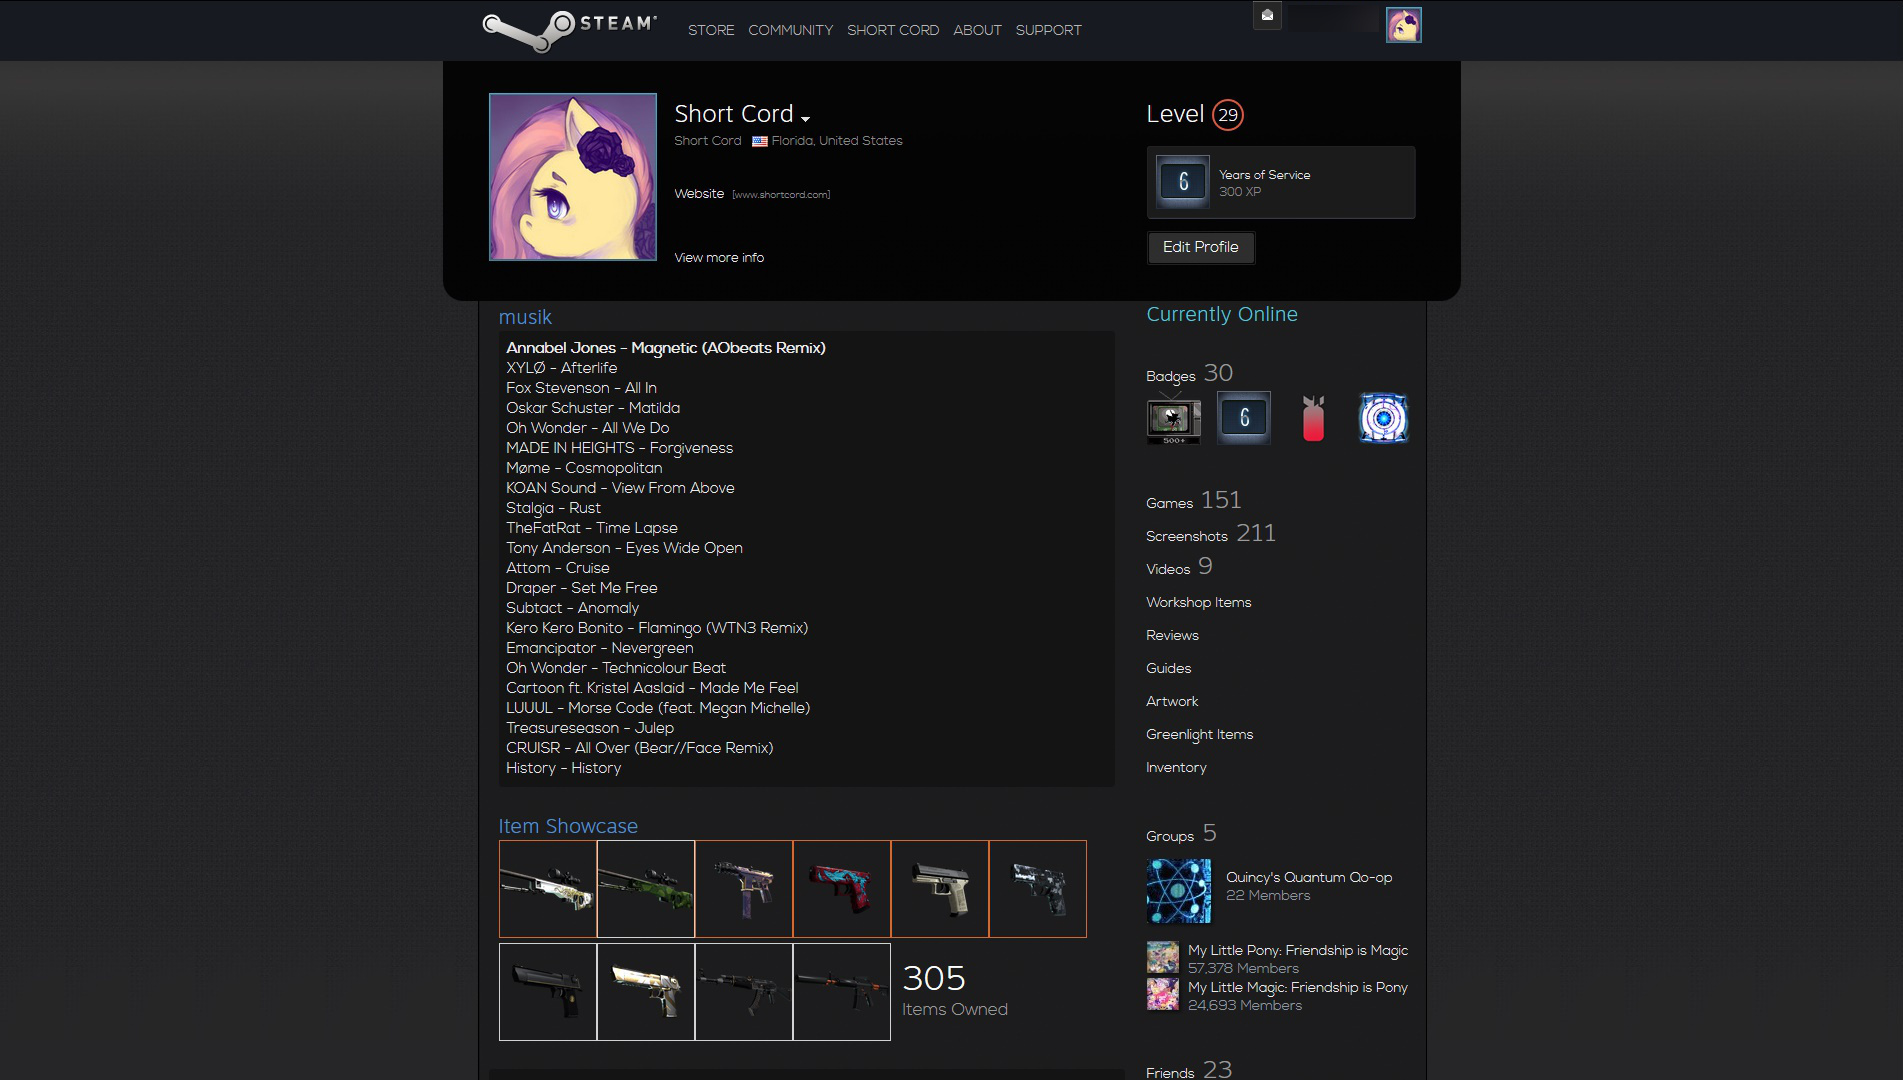 STEAM
STORE COMMUNITY SHORT CORD ABOUT SUPPORT
Short Cord
Short Cord Florida, United States
Website [www.shortcord.com]
View more info
Level 29
6
Years of Service
300 XP
Edit Profile
musik
Annabel Jones - Magnetic (AObeats Remix)
XYLØ - Afterlife
Fox Stevenson - All In
Oskar Schuster - Matilda
Oh Wonder - All We Do
MADE IN HEIGHTS - Forgiveness
Møme - Cosmopolitan
KOAN Sound - View From Above
Stalgia - Rust
TheFatRat - Time Lapse
Tony Anderson - Eyes Wide Open
Attom - Cruise
Draper - Set Me Free
Subtact - Anomaly
Kero Kero Bonito - Flamingo (WTN3 Remix)
Emancipator - Nevergreen
Oh Wonder - Technicolour Beat
Cartoon ft. Kristel Aaslaid - Made Me Feel
LUUUL - Morse Code (feat. Megan Michelle)
Treasureseason - Julep
CRUISR - All Over (Bear//Face Remix)
History - History
Item Showcase
305
Items Owned
Currently Online
Badges 30
500+
6
Games 151
Screenshots 211
Videos 9
Workshop Items
Reviews
Guides
Artwork
Greenlight Items
Inventory
Groups 5
Quincy's Quantum Qo-op
22 Members
My Little Pony: Friendship is Magic
57,378 Members
My Little Magic: Friendship is Pony
24,693 Members
Friends 23